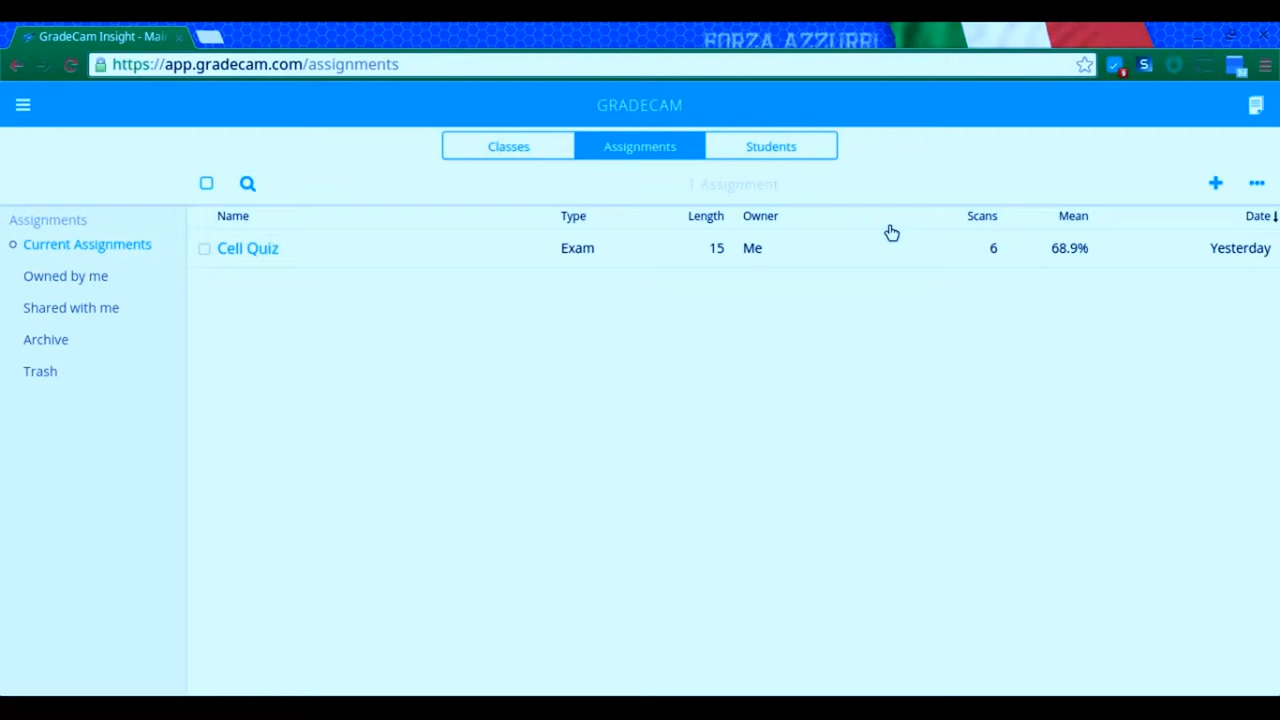 GradeCam Insight - Mai
FORZA AZZURRI
https://app.gradecam.com/assignments
GRADECAM
Classes Assignments Students
1 Assignment
Assignments
Name Type Length Owner Scans Mean Date
Current Assignments
Cell Quiz Exam 15 Me 6 68.9% Yesterday
Owned by me
Shared with me
Archive
Trash